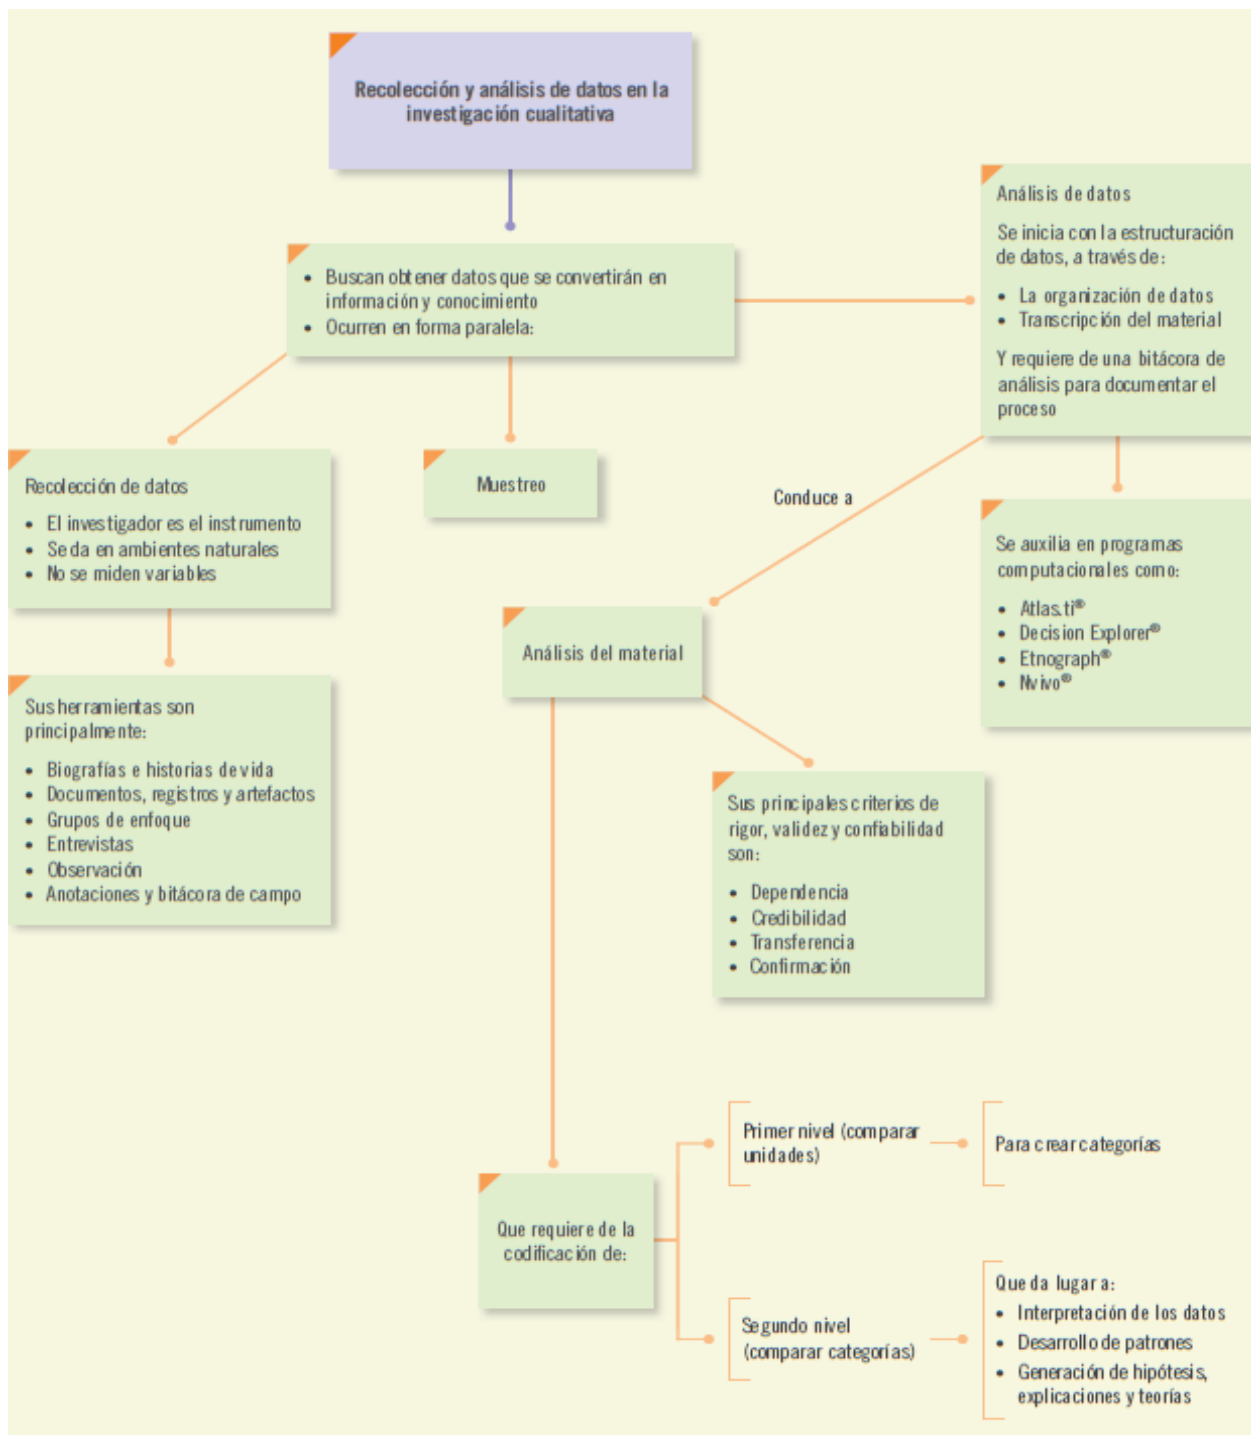 Recolección y análisis de datos en la
investigación cualitativa
• Buscan obtener datos que se convertirán en
información y conocimiento
• Ocurren en forma paralela:
Análisis de datos
Se inicia con la estructuración
de datos, a través de:
• La organización de datos
• Transcripción del material
Y requiere de una bitácora de
análisis para documentar el
proceso
Recolección de datos
• El investigador es el instrumento
• Se da en ambientes naturales
• No se miden variables
Muestreo
Conduce a
Se auxilia en programas
computacionales como:
• Atlas.ti®
• Decision Explorer®
• Etnograph®
• Nvivo®
Análisis del material
Sus herramientas son
principalmente:
• Biografías e historias de vida
• Documentos, registros y artefactos
• Grupos de enfoque
• Entrevistas
• Observación
• Anotaciones y bitácora de campo
Sus principales criterios de
rigor, validez y confiabilidad
son:
• Dependencia
• Credibilidad
• Transferencia
• Confirmación
Que requiere de la
codificación de:
Primer nivel (comparar
unidades)
Para crear categorías
Segundo nivel
(comparar categorías)
Que da lugar a:
• Interpretación de los datos
• Desarrollo de patrones
• Generación de hipótesis,
explicaciones y teorías